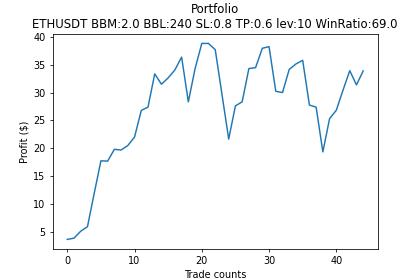 Portfolio
ETHUSDT BBM:2.0 BBL:240 SL:0.8 TP:0.6 lev:10 WinRatio:69.0
40
35
30
25
20
15
10
5
Profit ($)
0 10 20 30 40
Trade counts